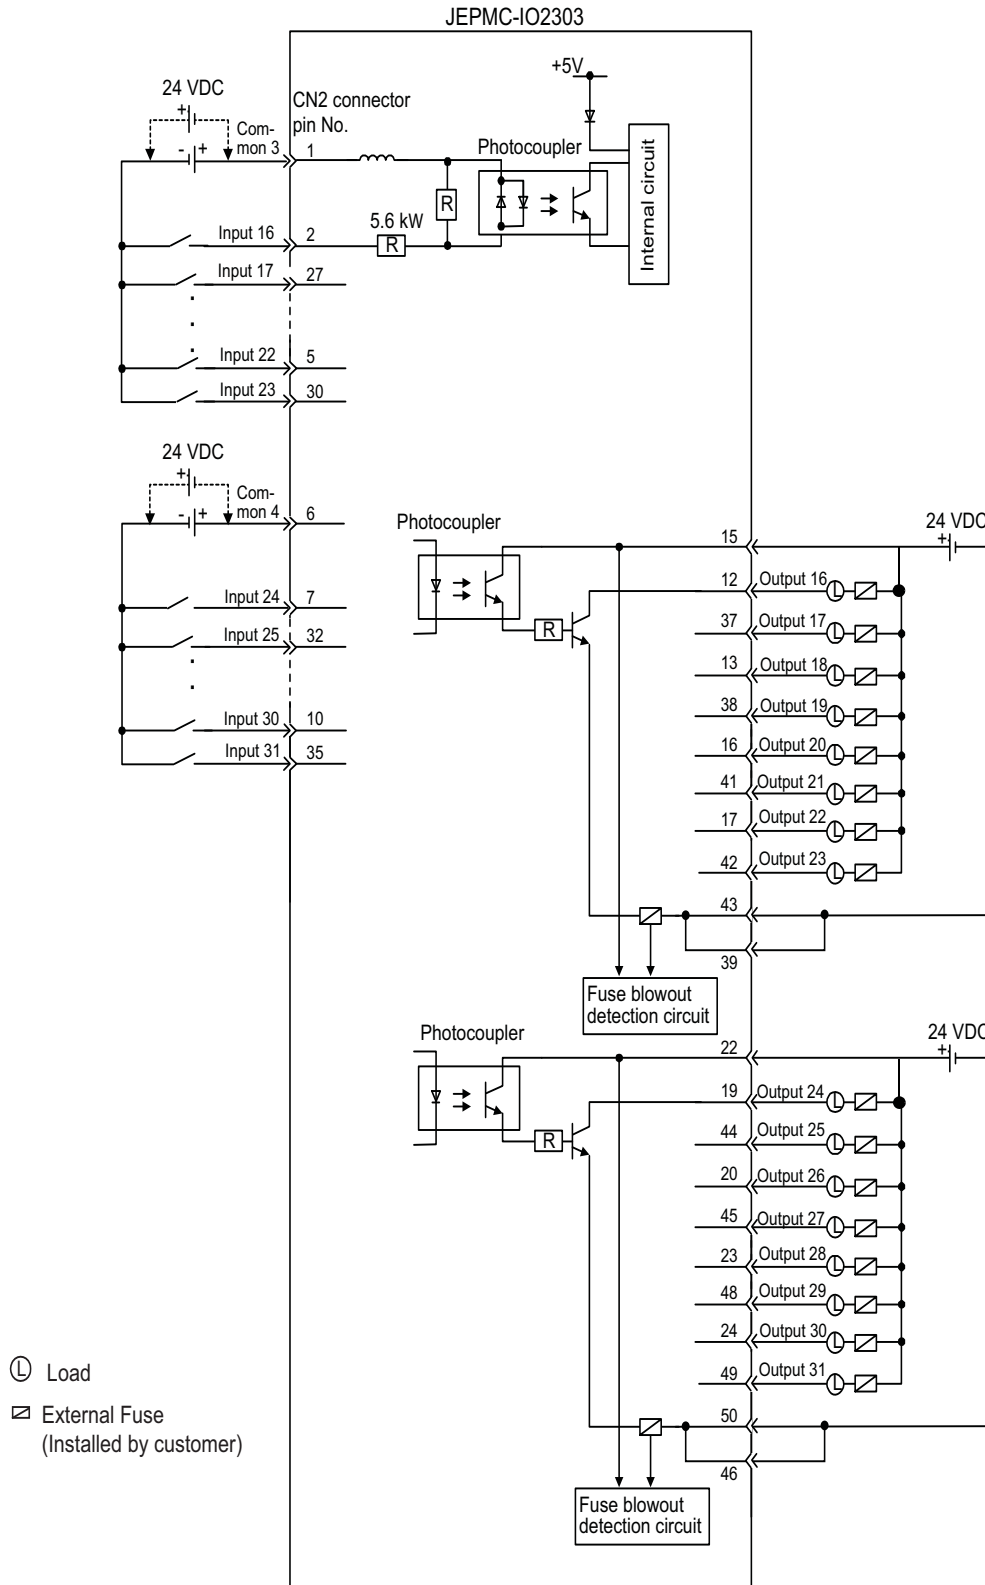 JEPMC-IO2303
+5V
24 VDC
+
CN2 connector
pin No.
Com-
mon 3
- +
1
Photocoupler
Internal circuit
R
5.6 kW
Input 16
2
R
Input 17
27
Input 22
5
Input 23
30
24 VDC
+
Com-
mon 4
- +
6
Input 24
7
Input 25
32
Input 30
10
Input 31
35
Photocoupler
R
15
24 VDC
+
12
Output 16
L
37
Output 17
L
13
Output 18
L
38
Output 19
L
16
Output 20
L
41
Output 21
L
17
Output 22
L
42
Output 23
L
43
39
Fuse blowout
detection circuit
Photocoupler
R
22
24 VDC
+
19
Output 24
L
44
Output 25
L
20
Output 26
L
45
Output 27
L
23
Output 28
L
48
Output 29
L
24
Output 30
L
49
Output 31
L
50
46
Fuse blowout
detection circuit
L Load
External Fuse
(Installed by customer)